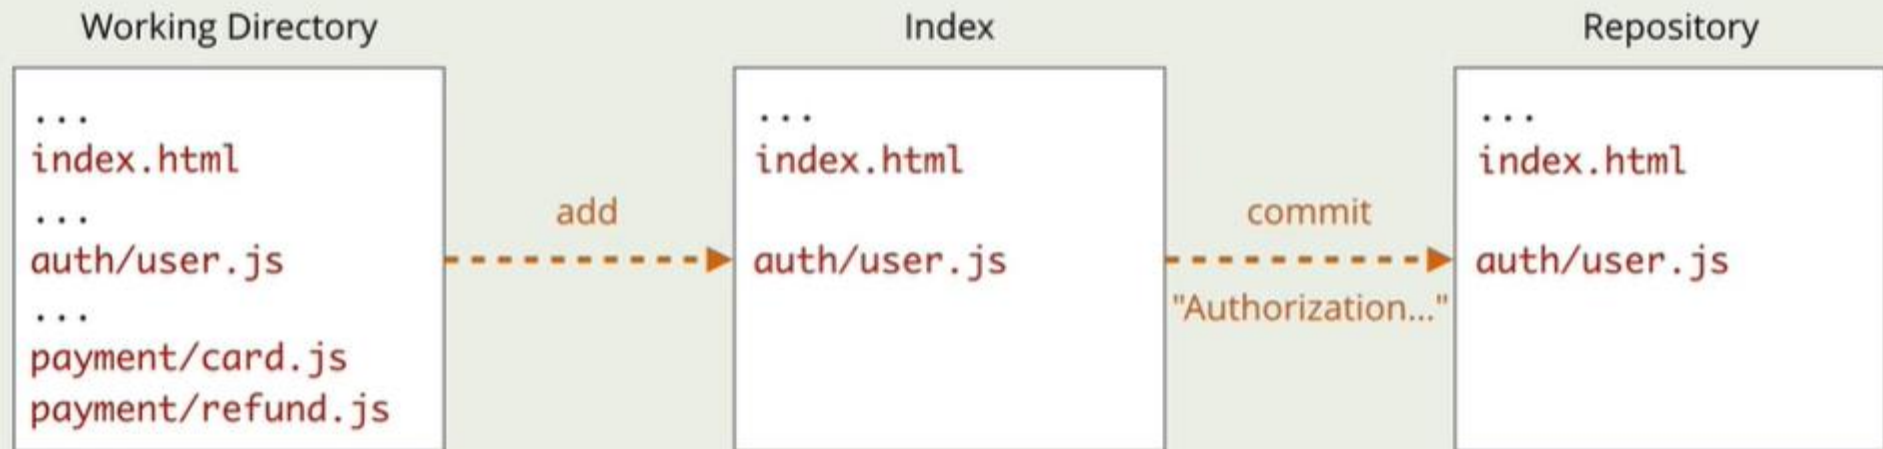 Working Directory
...
index.html
...
auth/user.js
...
payment/card.js
payment/refund.js
add
Index
...
index.html
auth/user.js
commit
"Authorization..."
Repository
...
index.html
auth/user.js